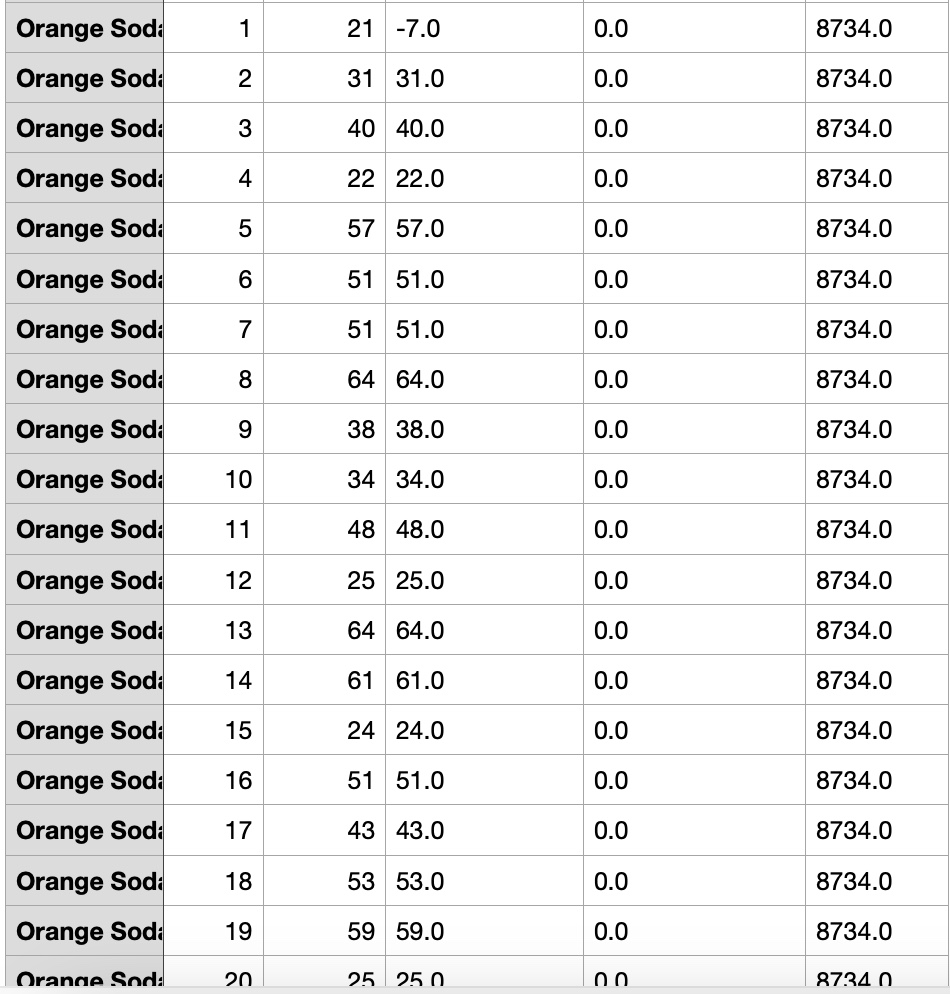 Orange Soda 1 21 -7.0 0.0 8734.0
Orange Soda 2 31 31.0 0.0 8734.0
Orange Soda 3 40 40.0 0.0 8734.0
Orange Soda 4 22 22.0 0.0 8734.0
Orange Soda 5 57 57.0 0.0 8734.0
Orange Soda 6 51 51.0 0.0 8734.0
Orange Soda 7 51 51.0 0.0 8734.0
Orange Soda 8 64 64.0 0.0 8734.0
Orange Soda 9 38 38.0 0.0 8734.0
Orange Soda 10 34 34.0 0.0 8734.0
Orange Soda 11 48 48.0 0.0 8734.0
Orange Soda 12 25 25.0 0.0 8734.0
Orange Soda 13 64 64.0 0.0 8734.0
Orange Soda 14 61 61.0 0.0 8734.0
Orange Soda 15 24 24.0 0.0 8734.0
Orange Soda 16 51 51.0 0.0 8734.0
Orange Soda 17 43 43.0 0.0 8734.0
Orange Soda 18 53 53.0 0.0 8734.0
Orange Soda 19 59 59.0 0.0 8734.0
Orange Soda 20 25 25.0 0.0 8734.0